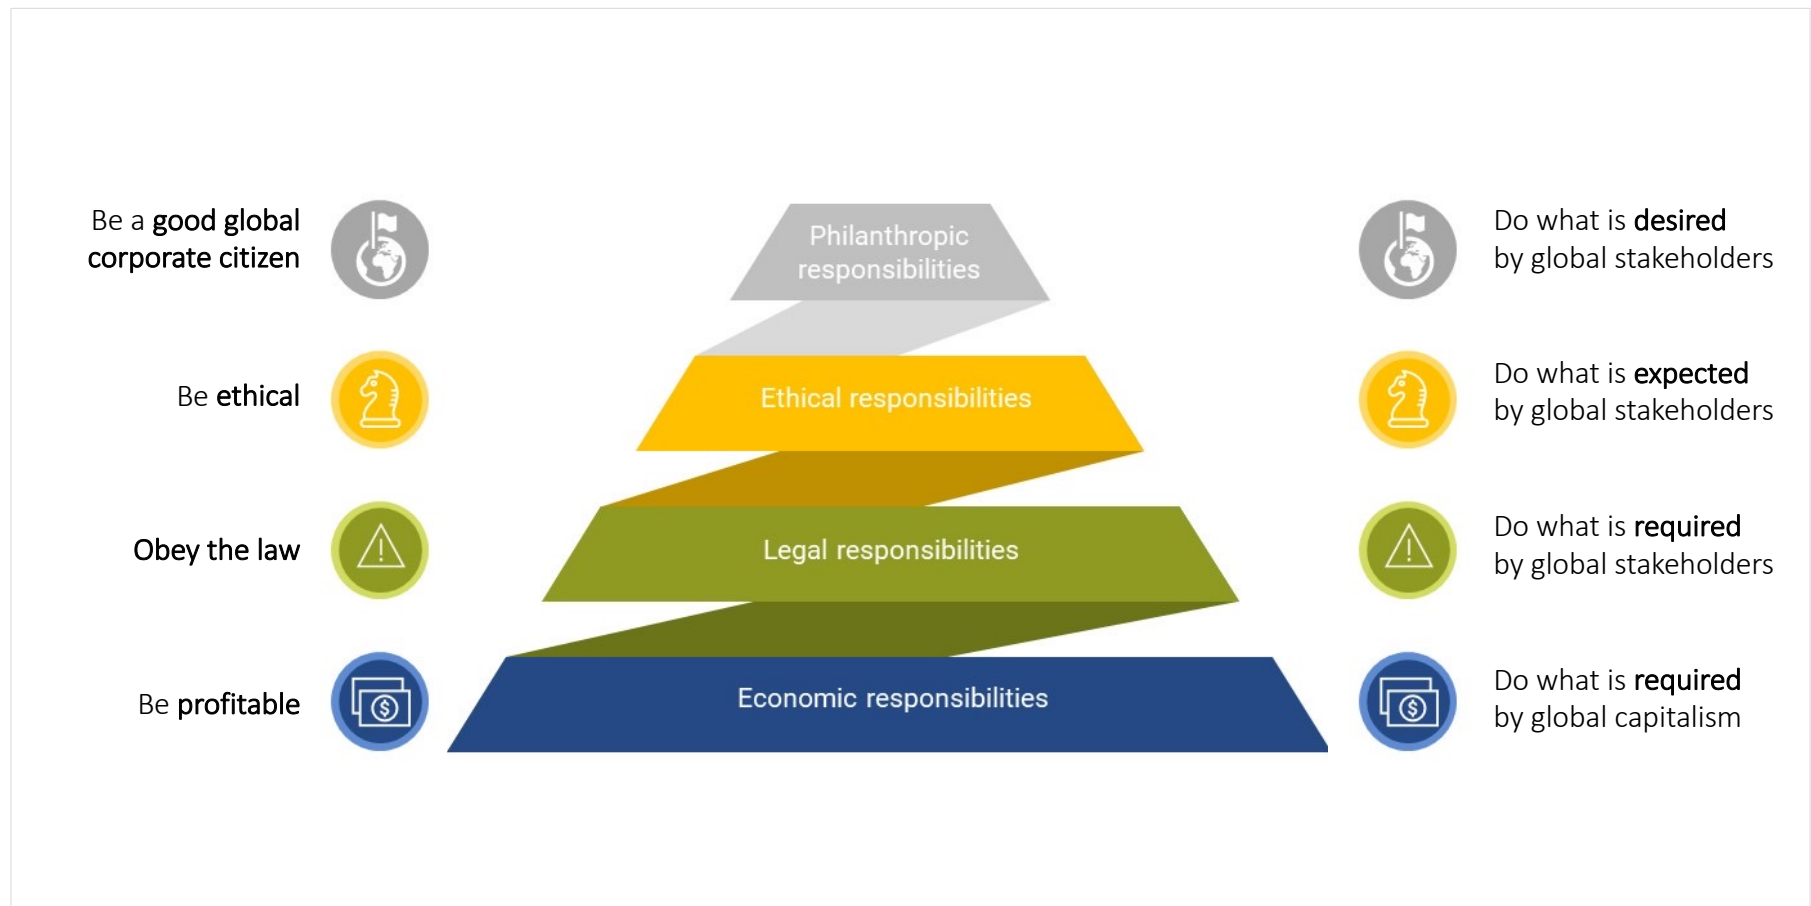 Be a good global
corporate citizen
Philanthropic
responsibilities
Do what is desired
by global stakeholders
Be ethical
Ethical responsibilities
Do what is expected
by global stakeholders
Obey the law
Legal responsibilities
Do what is required
by global stakeholders
Be profitable
Economic responsibilities
Do what is required
by global capitalism